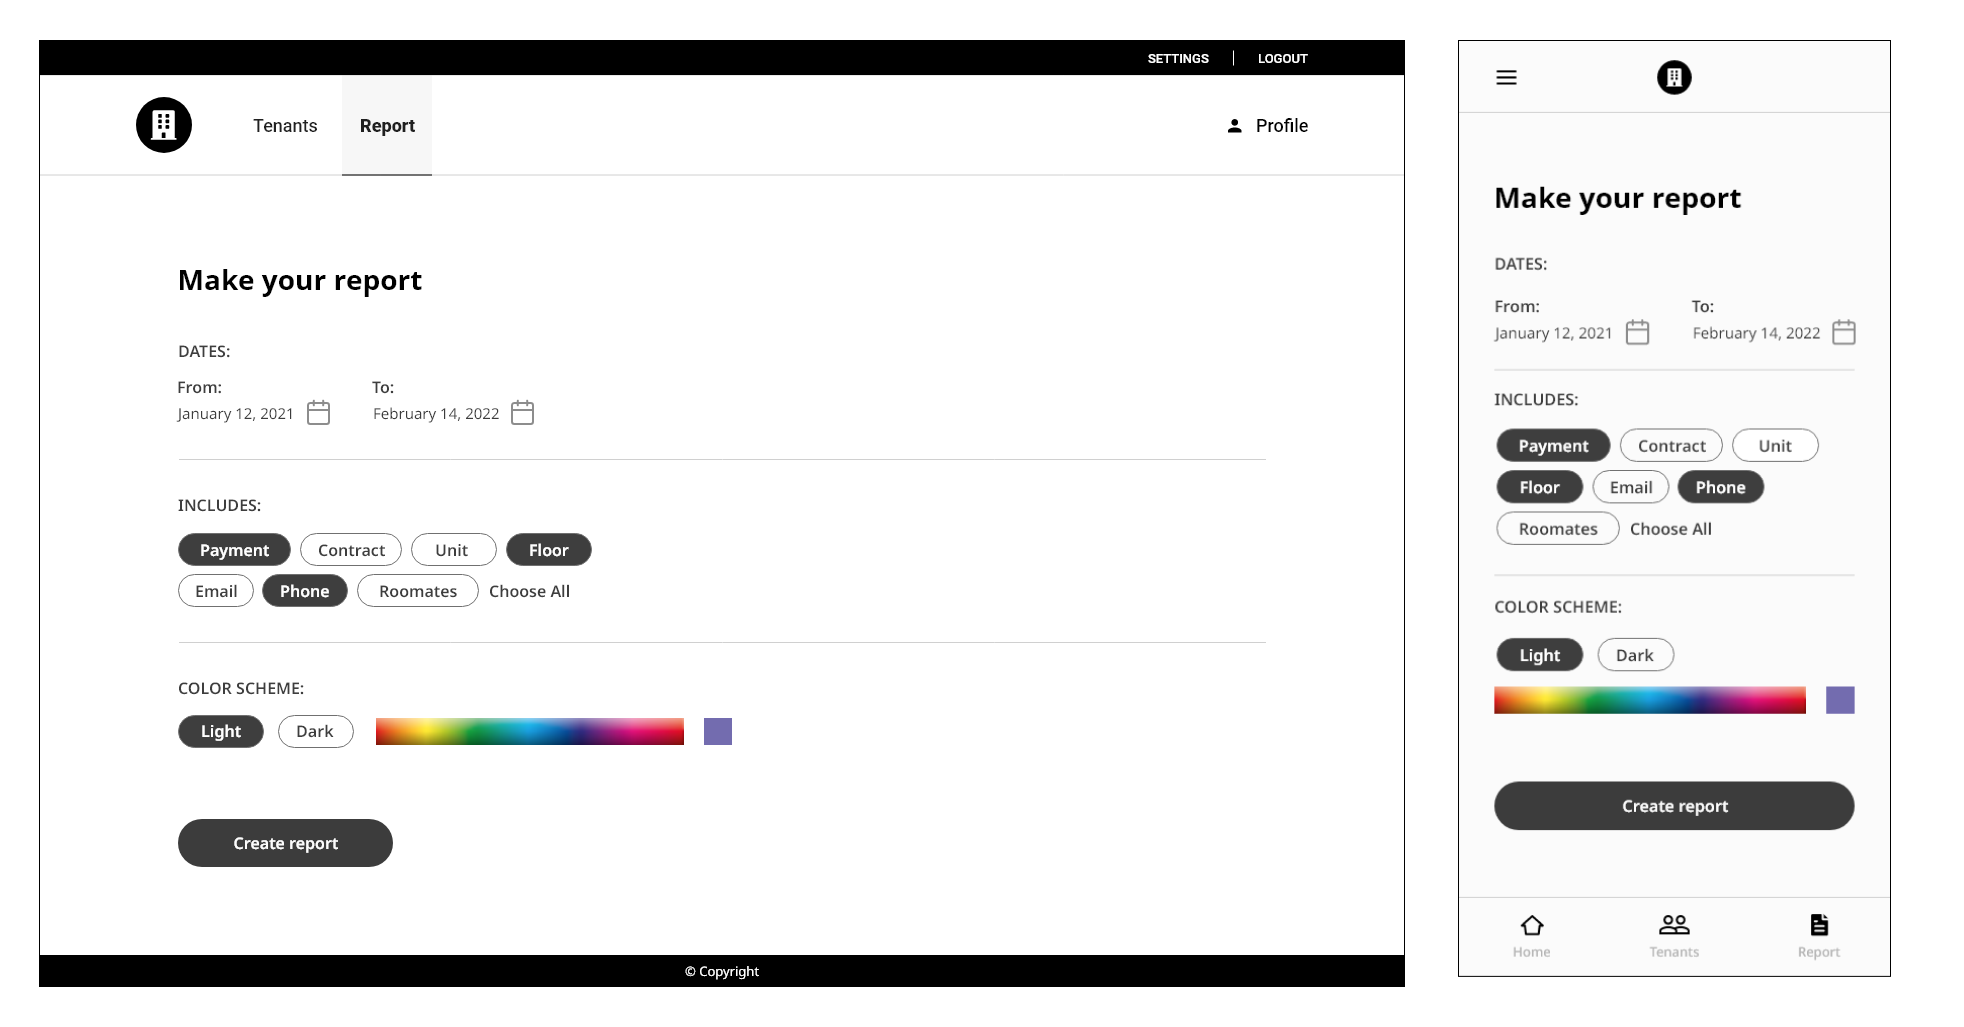 SETTINGS | LOGOUT
Tenants Report Profile
Make your report
DATES:
From: To:
January 12, 2021 February 14, 2022
INCLUDES:
Payment Contract Unit Floor
Email Phone Roomates Choose All
COLOR SCHEME:
Light Dark
Create report
© Copyright
Make your report
DATES:
From: To:
January 12, 2021 February 14, 2022
INCLUDES:
Payment Contract Unit
Floor Email Phone
Roomates Choose All
COLOR SCHEME:
Light Dark
Create report
Home Tenants Report